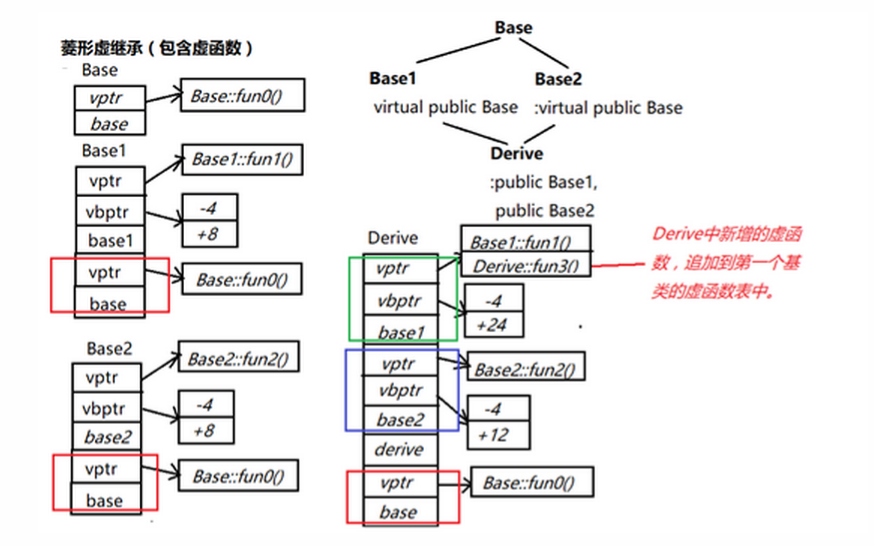 菱形虚继承（包含虚函数）
Base
vptr
base
Base::fun0()
Base1
vptr
vbptr
base1
vptr
base
Base1::fun1()
-4
+8
Base::fun0()
Base2
vptr
vbptr
base2
vptr
base
Base2::fun2()
-4
+8
Base::fun0()
Base
Base1
Base2
virtual public Base
:virtual public Base
Derive
:public Base1,
public Base2
Derive
vptr
vbptr
base1
vptr
vbptr
base2
derive
vptr
base
Base1::fun1()
Derive::fun3()
-4
+24
Base2::fun2()
-4
+12
Base::fun0()
Derive中新增的虚函
数，追加到第一个基
类的虚函数表中。